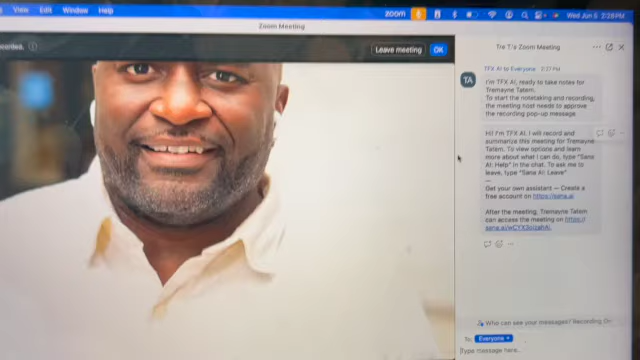 View Edit Window Help
zoom
Wed Jun 5 2:28PM
Zoom Meeting
Leave meeting OK
Tre T.'s Zoom Meeting
TFX AI to Everyone 2:27 PM
TA
I'm TFX AI, ready to take notes for
Tremayne Tatem.
To start the notetaking and recording,
the meeting host needs to approve
the recording pop-up message
Hi! I'm TFX AI. I will record and
summarize this meeting for Tremayne
Tatem. To view options and learn
more about what I can do, type "Sana
AI: Help" in the chat. To ask me to
leave, type "Sana AI: Leave"
—
Get your own assistant — Create a
free account on https://sana.ai
After the meeting, Tremayne Tatem
can access the meeting on https://
Who can see your messages? Recording On
To: Everyone
Type message here...